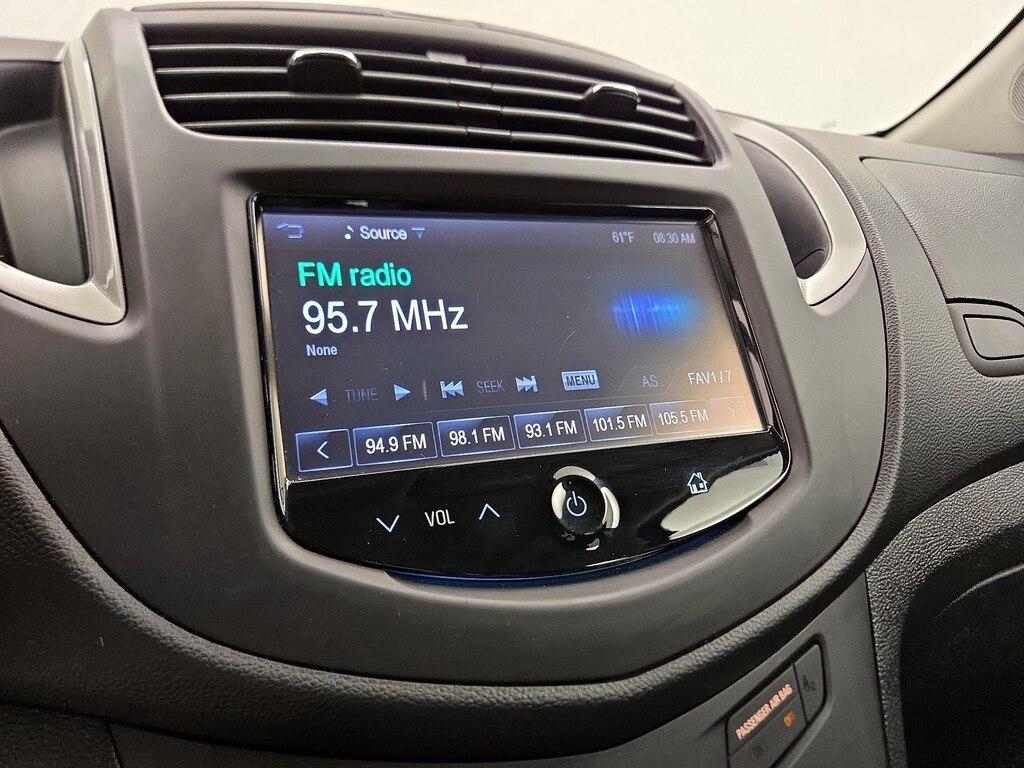 Source
61°F 08:30 AM
FM radio
95.7 MHz
None
TUNE SEEK MENU AS FAV1 / 7
94.9 FM 98.1 FM 93.1 FM 101.5 FM 105.5 FM
VOL
PASSENGER AIR BAG
OFF